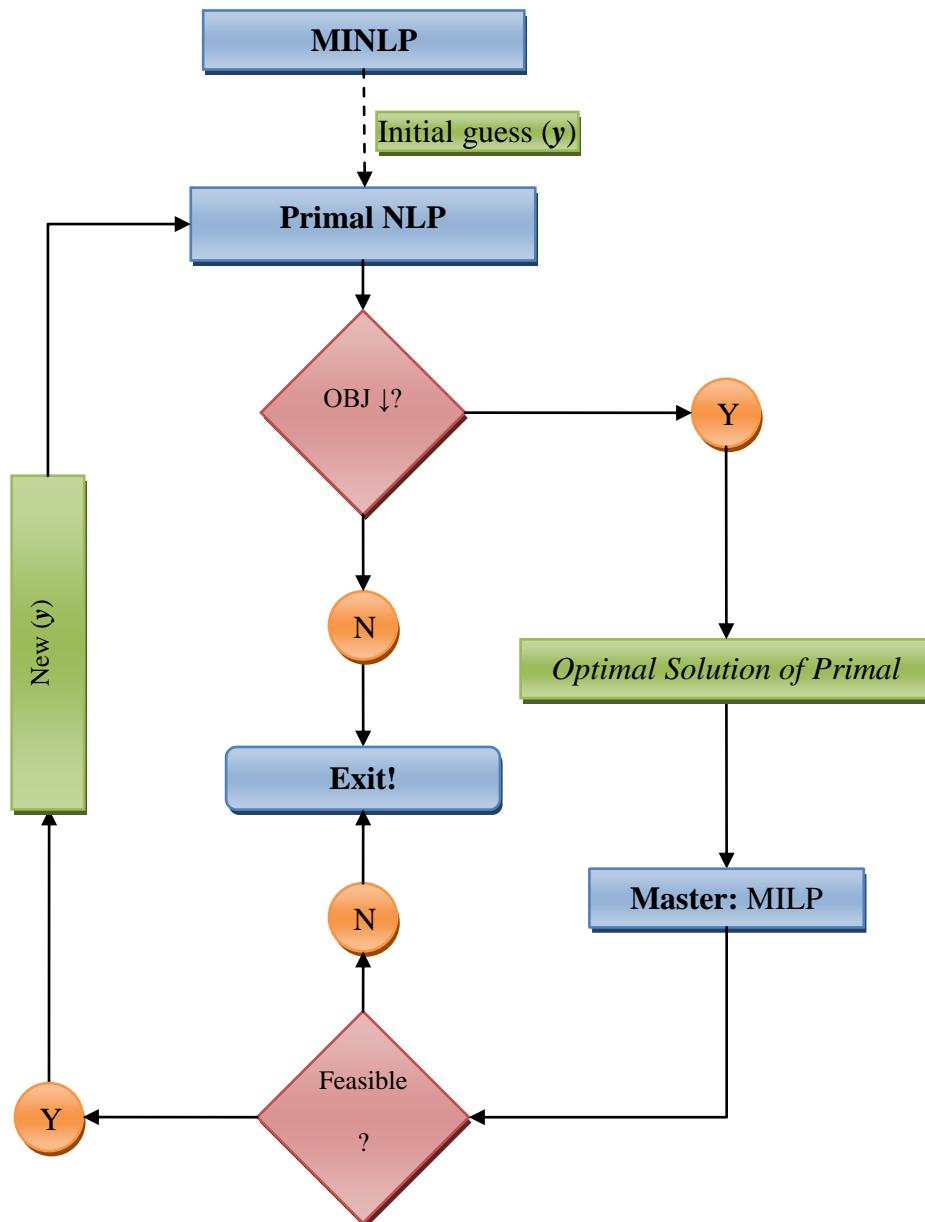 MINLP
Initial guess (y)
Primal NLP
OBJ ↓?
Y
N
New (y)
Optimal Solution of Primal
Exit!
Master: MILP
N
Feasible
?
Y